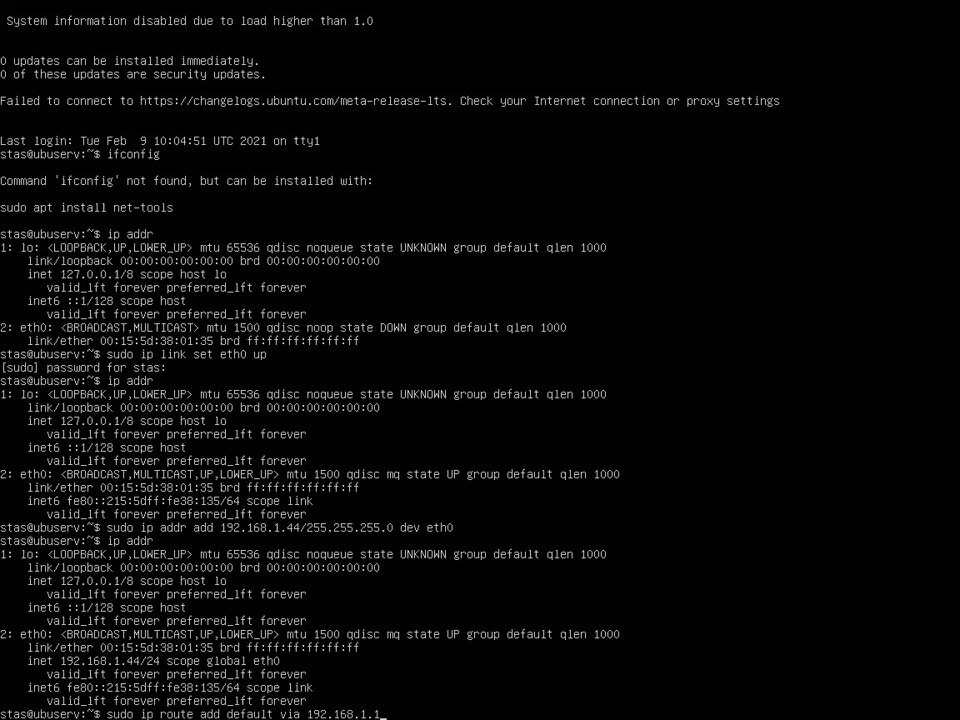 System information disabled due to load higher than 1.0
0 updates can be installed immediately.
0 of these updates are security updates.
Failed to connect to https://changelogs.ubuntu.com/meta-release-lts. Check your Internet connection or proxy settings
Last login: Tue Feb  9 10:04:51 UTC 2021 on tty1
stas@ubuserv:~$ ifconfig
Command 'ifconfig' not found, but can be installed with:
sudo apt install net-tools
stas@ubuserv:~$ ip addr
1: lo: <LOOPBACK,UP,LOWER_UP> mtu 65536 qdisc noqueue state UNKNOWN group default qlen 1000
    link/loopback 00:00:00:00:00:00 brd 00:00:00:00:00:00
    inet 127.0.0.1/8 scope host lo
       valid_lft forever preferred_lft forever
    inet6 ::1/128 scope host
       valid_lft forever preferred_lft forever
2: eth0: <BROADCAST,MULTICAST> mtu 1500 qdisc noop state DOWN group default qlen 1000
    link/ether 00:15:5d:38:01:35 brd ff:ff:ff:ff:ff:ff
stas@ubuserv:~$ sudo ip link set eth0 up
[sudo] password for stas:
stas@ubuserv:~$ ip addr
1: lo: <LOOPBACK,UP,LOWER_UP> mtu 65536 qdisc noqueue state UNKNOWN group default qlen 1000
    link/loopback 00:00:00:00:00:00 brd 00:00:00:00:00:00
    inet 127.0.0.1/8 scope host lo
       valid_lft forever preferred_lft forever
    inet6 ::1/128 scope host
       valid_lft forever preferred_lft forever
2: eth0: <BROADCAST,MULTICAST,UP,LOWER_UP> mtu 1500 qdisc mq state UP group default qlen 1000
    link/ether 00:15:5d:38:01:35 brd ff:ff:ff:ff:ff:ff
    inet6 fe80::215:5dff:fe38:135/64 scope link
       valid_lft forever preferred_lft forever
stas@ubuserv:~$ sudo ip addr add 192.168.1.44/255.255.255.0 dev eth0
stas@ubuserv:~$ ip addr
1: lo: <LOOPBACK,UP,LOWER_UP> mtu 65536 qdisc noqueue state UNKNOWN group default qlen 1000
    link/loopback 00:00:00:00:00:00 brd 00:00:00:00:00:00
    inet 127.0.0.1/8 scope host lo
       valid_lft forever preferred_lft forever
    inet6 ::1/128 scope host
       valid_lft forever preferred_lft forever
2: eth0: <BROADCAST,MULTICAST,UP,LOWER_UP> mtu 1500 qdisc mq state UP group default qlen 1000
    link/ether 00:15:5d:38:01:35 brd ff:ff:ff:ff:ff:ff
    inet 192.168.1.44/24 scope global eth0
       valid_lft forever preferred_lft forever
    inet6 fe80::215:5dff:fe38:135/64 scope link
       valid_lft forever preferred_lft forever
stas@ubuserv:~$ sudo ip route add default via 192.168.1.1_